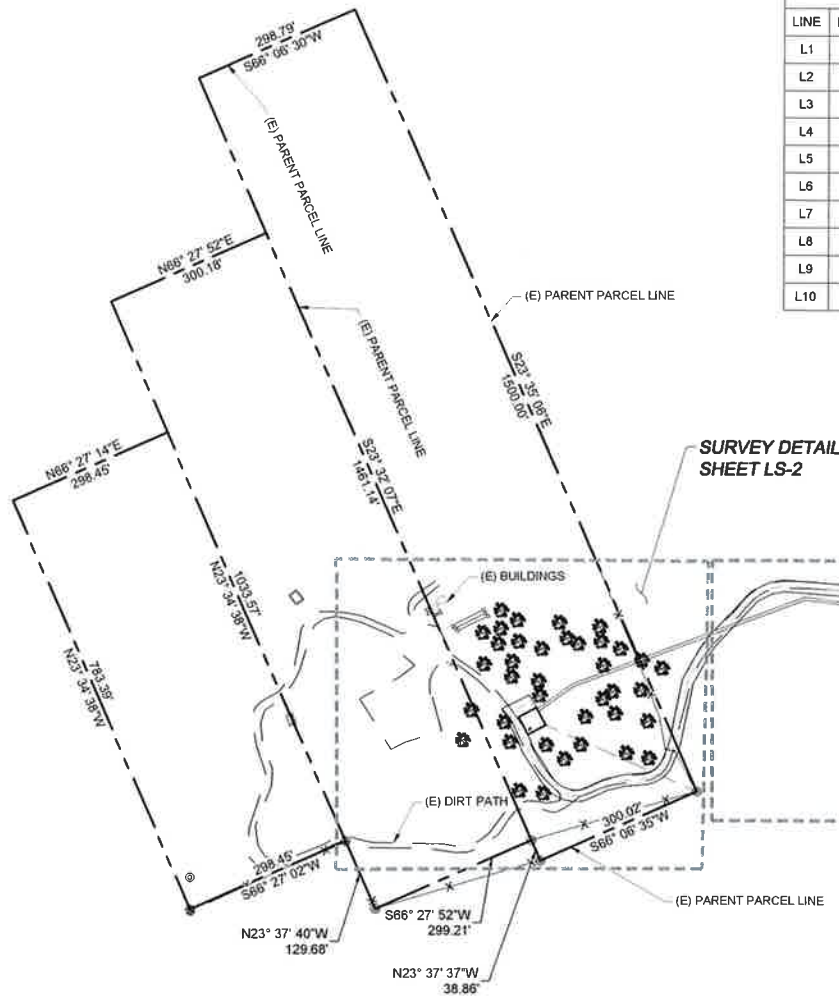 298.79'
S66° 06' 30"W
LINE
L1
L2
L3
L4
L5
L6
L7
L8
L9
L10
(E) PARENT PARCEL LINE
N66° 27' 52"E
300.18'
(E) PARENT PARCEL LINE
(E) PARENT PARCEL LINE
S23° 35' 06"E
1500.00'
N66° 27' 14"E
298.45'
S23° 32' 07"E
1461.14'
SURVEY DETAIL
SHEET LS-2
(E) BUILDINGS
1033.57'
N23° 34' 38"W
783.39'
N23° 34' 38"W
(E) DIRT PATH
300.02'
S66° 06' 35"W
298.45'
S66° 27' 02"W
(E) PARENT PARCEL LINE
S66° 27' 52"W
299.21'
N23° 37' 40"W
129.68'
N23° 37' 37"W
38.86'